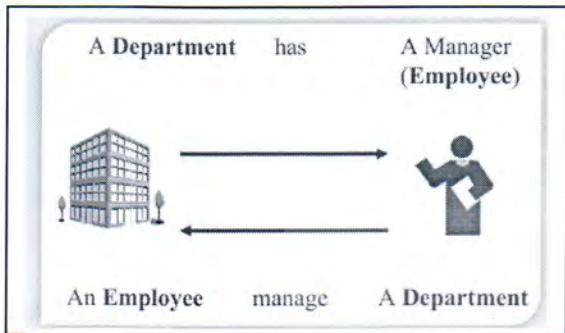 A Department has A Manager
(Employee)
An Employee manage A Department